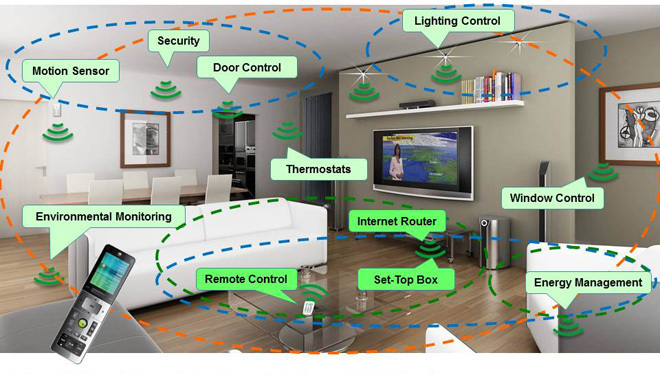 Lighting Control
Security
Door Control
Motion Sensor
Thermostats
Window Control
Environmental Monitoring
Internet Router
Remote Control
Set-Top Box
Energy Management